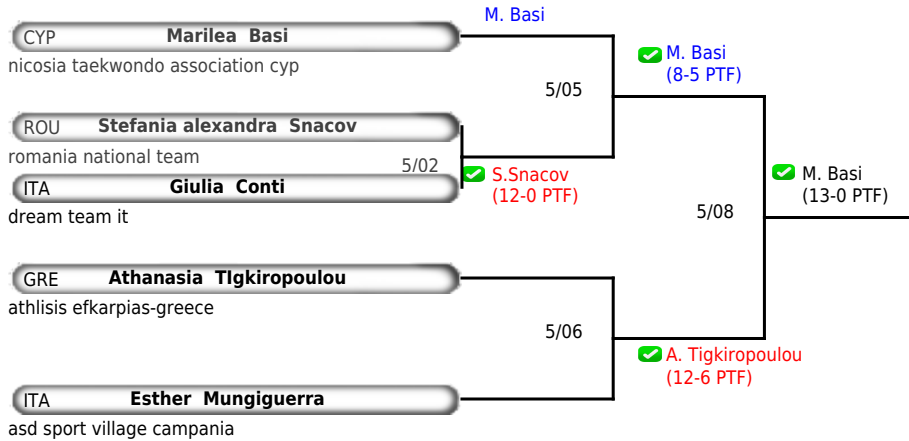 M. Basi
CYP Marilea Basi
nicosia taekwondo association cyp
M. Basi
(8-5 PTF)
5/05
ROU Stefania alexandra Snacov
romania national team
5/02
S.Snacov
(12-0 PTF)
ITA Giulia Conti
dream team it
M. Basi
(13-0 PTF)
5/08
GRE Athanasia TIgkiropoulou
athlisis efkarpias-greece
5/06
A. Tigkiropoulou
(12-6 PTF)
ITA Esther Mungiguerra
asd sport village campania